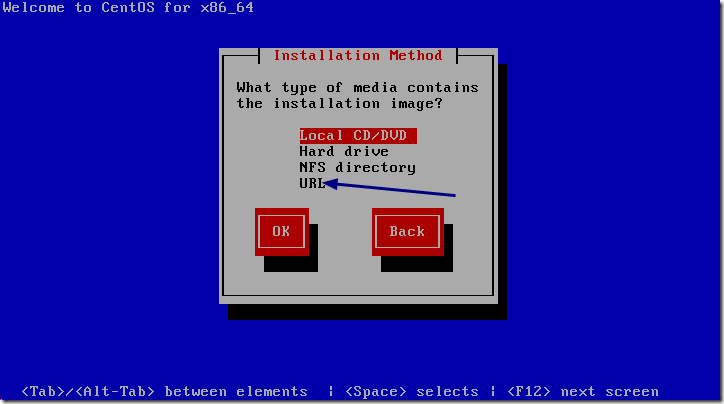 Welcome to CentOS for x86_64
Installation Method
What type of media contains
the installation image?
Local CD/DVD
Hard drive
NFS directory
URL
OK Back
<Tab>/<Alt-Tab> between elements | <Space> selects | <F12> next screen